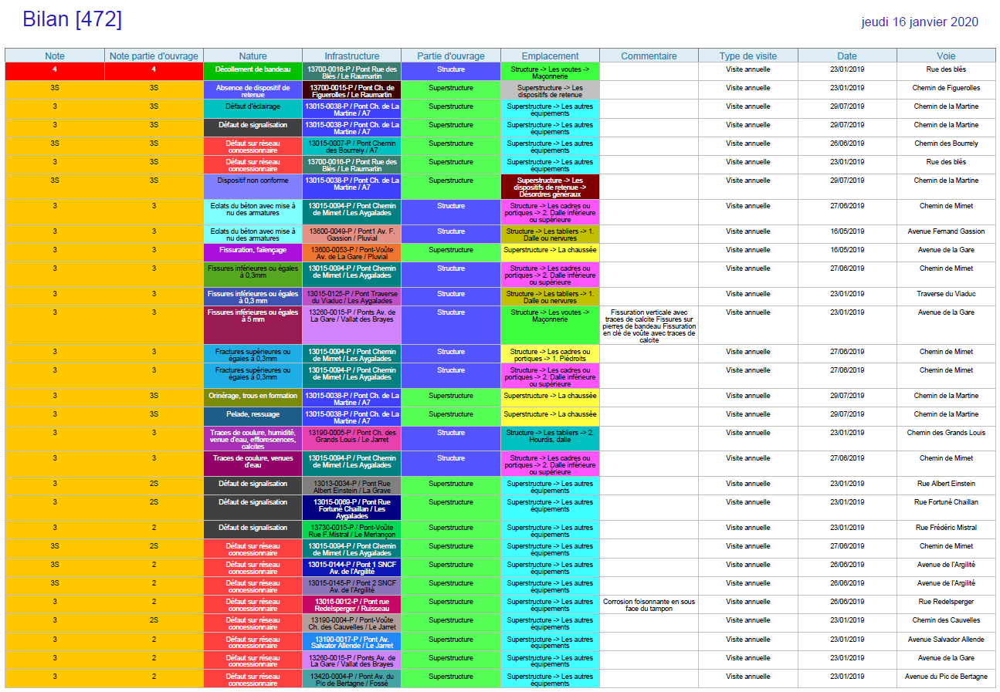 Bilan [472]
jeudi 16 janvier 2020
Note Note partie d'ouvrage Nature Infrastructure Partie d'ouvrage Emplacement Commentaire Type de visite Date Voie
4 4 Décollement de bandeau 13700-0016-P / Pont Rue des Blés / Le Raumartin Structure Structure -> Les voutes -> Maçonnerie Visite annuelle 23/01/2019 Rue des blés
3S 3S Absence de dispositif de retenue 13700-0015-P / Pont Ch. de Figuerolles / Le Raumartin Superstructure Superstructure -> Les dispositifs de retenue Visite annuelle 23/01/2019 Chemin de Figuerolles
3 3S Défaut d'éclairage 13015-0038-P / Pont Ch. de La Martine / A7 Superstructure Superstructure -> Les autres équipements Visite annuelle 29/07/2019 Chemin de la Martine
3 3S Défaut de signalisation 13015-0038-P / Pont Ch. de La Martine / A7 Superstructure Superstructure -> Les autres équipements Visite annuelle 29/07/2019 Chemin de la Martine
3S 3S Défaut sur réseau concessionnaire 13015-0007-P / Pont Chemin des Bourrely / A7 Superstructure Superstructure -> Les autres équipements Visite annuelle 26/06/2019 Chemin des Bourrely
3 3S Défaut sur réseau concessionnaire 13700-0016-P / Pont Rue des Blés / Le Raumartin Superstructure Superstructure -> Les autres équipements Visite annuelle 23/01/2019 Rue des blés
3S 3S Dispositif non conforme 13015-0038-P / Pont Ch. de La Martine / A7 Superstructure Superstructure -> Les dispositifs de retenue -> Désordres généraux Visite annuelle 29/07/2019 Chemin de la Martine
3 3 Eclats du béton avec mise à nu des armatures 13015-0094-P / Pont Chemin de Mimet / Les Aygalades Structure Structure -> Les cadres ou portiques -> 2. Dalle inférieure ou supérieure Visite annuelle 27/06/2019 Chemin de Mimet
3 3 Eclats du béton avec mise à nu des armatures 13600-0049-P / Pont1 Av. F. Gassion / Pluvial Structure Structure -> Les tabliers -> 1. Dalle ou nervures Visite annuelle 16/05/2019 Avenue Fernand Gassion
3 3 Fissuration, faïençage 13600-0053-P / Pont-Voûte Av. de La Gare / Pluvial Superstructure Superstructure -> La chaussée Visite annuelle 16/05/2019 Avenue de la Gare
3 3 Fissures inférieures ou égales à 0,3mm 13015-0094-P / Pont Chemin de Mimet / Les Aygalades Structure Structure -> Les cadres ou portiques -> 2. Dalle inférieure ou supérieure Visite annuelle 27/06/2019 Chemin de Mimet
3 3 Fissures inférieures ou égales à 0,3 mm 13015-0125-P / Pont Traverse du Viaduc / Les Aygalades Structure Structure -> Les tabliers -> 1. Dalle ou nervures Visite annuelle 23/01/2019 Traverse du Viaduc
3 3 Fissures inférieures ou égales à 5 mm 13260-0015-P / Ponts Av. de La Gare / Vallat des Brayes Structure Structure -> Les voutes -> Maçonnerie Fissuration verticale avec traces de calcite Fissures sur pierres de bandeau Fissuration en clé de voûte avec traces de calcite Visite annuelle 23/01/2019 Avenue de la Gare
3 3 Fractures supérieures ou égales à 0,3mm 13015-0094-P / Pont Chemin de Mimet / Les Aygalades Structure Structure -> Les cadres ou portiques -> 1. Piédroits Visite annuelle 27/06/2019 Chemin de Mimet
3 3 Fractures supérieures ou égales à 0,3mm 13015-0094-P / Pont Chemin de Mimet / Les Aygalades Structure Structure -> Les cadres ou portiques -> 2. Dalle inférieure ou supérieure Visite annuelle 27/06/2019 Chemin de Mimet
3 3S Orinérage, trous en formation 13015-0038-P / Pont Ch. de La Martine / A7 Superstructure Superstructure -> La chaussée Visite annuelle 29/07/2019 Chemin de la Martine
3 3S Pelade, ressuage 13015-0038-P / Pont Ch. de La Martine / A7 Superstructure Superstructure -> La chaussée Visite annuelle 29/07/2019 Chemin de la Martine
3 3 Traces de couture, humidité, venue d'eau, efflorescences, calcites 13190-0005-P / Pont Ch. des Grands Louis / Le Jarret Structure Structure -> Les tabliers -> 2. Hourdis, dalle Visite annuelle 23/01/2019 Chemin des Grands Louis
3 3 Traces de coulure, venues d'eau 13015-0094-P / Pont Chemin de Mimet / Les Aygalades Structure Structure -> Les cadres ou portiques -> 2. Dalle inférieure ou supérieure Visite annuelle 27/06/2019 Chemin de Mimet
3 2S Défaut de signalisation 13013-0034-P / Pont Rue Albert Einstein / La Grave Superstructure Superstructure -> Les autres équipements Visite annuelle 23/01/2019 Rue Albert Einstein
3 2S Défaut de signalisation 13015-0069-P / Pont Rue Fortuné Chaillan / Les Aygalades Superstructure Superstructure -> Les autres équipements Visite annuelle 23/01/2019 Rue Fortuné Chaillan
3 2 Défaut de signalisation 13730-0015-P / Pont-Voûte Rue F.Mistral / Le Merlançon Superstructure Superstructure -> Les autres équipements Visite annuelle 23/01/2019 Rue Frédéric Mistral
3S 2S Défaut sur réseau concessionnaire 13015-0094-P / Pont Chemin de Mimet / Les Aygalades Superstructure Superstructure -> Les autres équipements Visite annuelle 27/06/2019 Chemin de Mimet
3S 2 Défaut sur réseau concessionnaire 13015-0144-P / Pont 1 SNCF Av. de l'Argilité Superstructure Superstructure -> Les autres équipements Visite annuelle 26/06/2019 Avenue de l'Argilité
3S 2 Défaut sur réseau concessionnaire 13015-0145-P / Pont 2 SNCF Av. de l'Argilité Superstructure Superstructure -> Les autres équipements Visite annuelle 26/06/2019 Avenue de l'Argilité
3 2 Défaut sur réseau concessionnaire 13016-0012-P / Pont rue Redelsperger / Ruisseau Superstructure Superstructure -> Les autres équipements Corrosion foisonnante en sous face du tampon Visite annuelle 26/06/2019 Rue Redelsperger
3 2S Défaut sur réseau concessionnaire 13190-0004-P / Pont-Voûte Ch. des Cauvelles / Le Jarret Superstructure Superstructure -> Les autres équipements Visite annuelle 23/01/2019 Chemin des Cauvelles
3 2 Défaut sur réseau concessionnaire 13190-0017-P / Pont Av. Salvator Allende / Le Jarret Superstructure Superstructure -> Les autres équipements Visite annuelle 23/01/2019 Avenue Salvador Allende
3 2 Défaut sur réseau concessionnaire 13260-0015-P / Ponts Av. de La Gare / Vallat des Brayes Superstructure Superstructure -> Les autres équipements Visite annuelle 23/01/2019 Avenue de la Gare
3 2 Défaut sur réseau concessionnaire 13420-0004-P / Pont Av. du Pic de Bertagne / Fossé Superstructure Superstructure -> Les autres équipements Visite annuelle 23/01/2019 Avenue du Pic de Bertagne